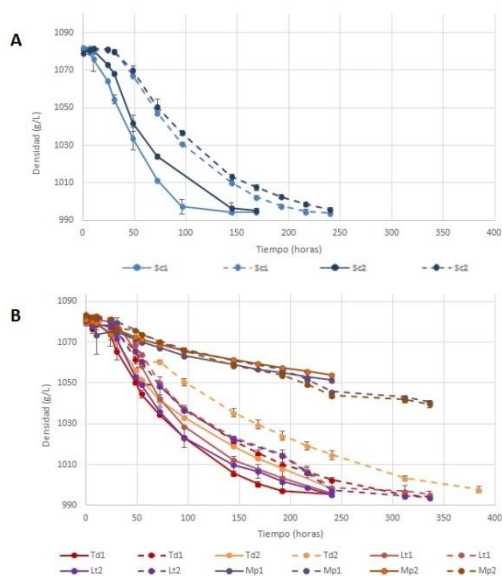 A
1090
1070
1050
1030
1010
990
Densidad (g/L)
0 50 100 150 200 250 300 350 400
Tiempo (horas)
Sc1 Sc1 Sc2 Sc2
B
1090
1070
1050
1030
1010
990
Densidad (g/L)
0 50 100 150 200 250 300 350 400
Tiempo (horas)
Td1 Td1 Td2 Td2 Lt1 Lt1
Lt2 Lt2 Mp1 Mp1 Mp2 Mp2